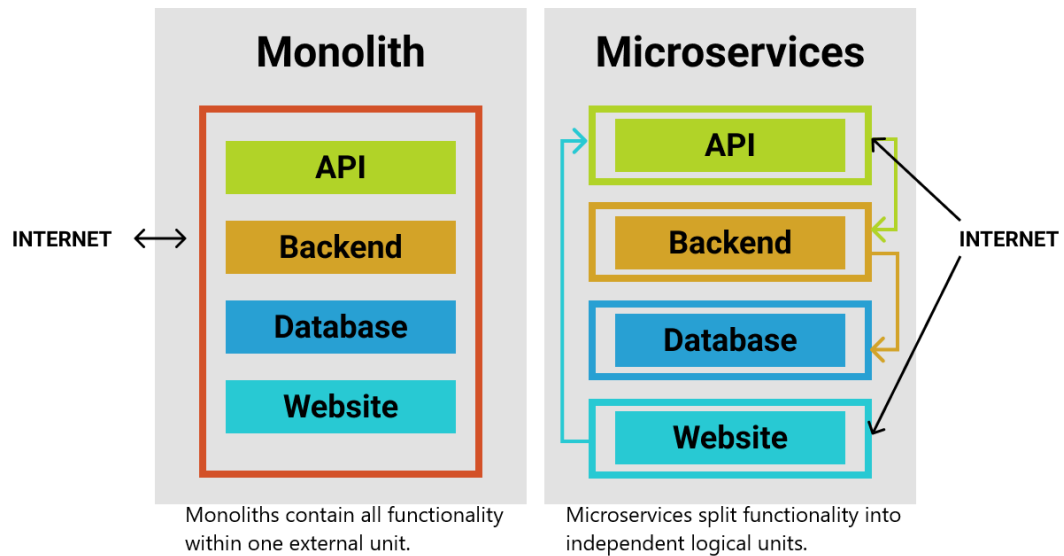 Monolith
API
Backend
Database
Website
INTERNET
Monoliths contain all functionality
within one external unit.
Microservices
API
Backend
Database
Website
INTERNET
Microservices split functionality into
independent logical units.